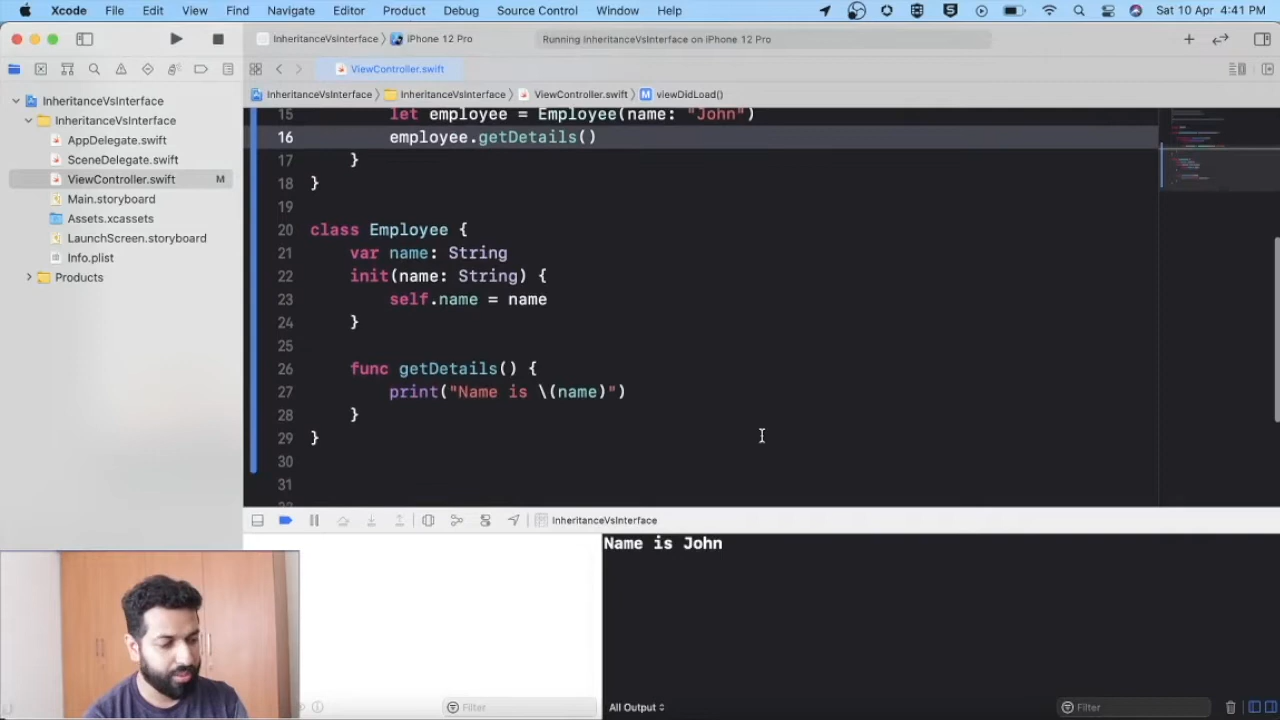 Xcode File Edit View Find Navigate Editor Product Debug Source Control Window Help Sat 10 Apr 4:41 PM
InheritanceVsInterface iPhone 12 Pro Running InheritanceVsInterface on iPhone 12 Pro
ViewController.swift
InheritanceVsInterface InheritanceVsInterface ViewController.swift M viewDidLoad()
InheritanceVsInterface
InheritanceVsInterface
AppDelegate.swift
SceneDelegate.swift
ViewController.swift M
Main.storyboard
Assets.xcassets
LaunchScreen.storyboard
Info.plist
Products
15 let employee = Employee(name: "John")
16 employee.getDetails()
17 }
18 }
19
20 class Employee {
21 var name: String
22 init(name: String) {
23 self.name = name
24 }
25
26 func getDetails() {
27 print("Name is \(name)")
28 }
29 }
30
31
InheritanceVsInterface
Name is John
Filter
All Output
Filter